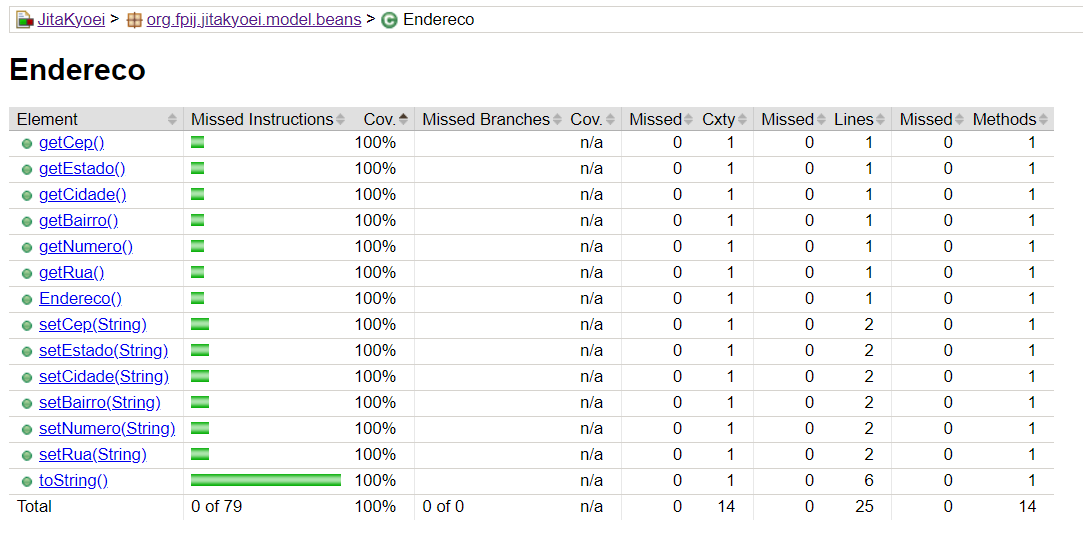 JitaKyoei > org.fpij.jitakyoei.model.beans > Endereco
Endereco
Element Missed Instructions Cov. Missed Branches Cov. Missed Cxty Missed Lines Missed Methods
getCep() 100% n/a 0 1 0 1 0 1
getEstado() 100% n/a 0 1 0 1 0 1
getCidade() 100% n/a 0 1 0 1 0 1
getBairro() 100% n/a 0 1 0 1 0 1
getNumero() 100% n/a 0 1 0 1 0 1
getRua() 100% n/a 0 1 0 1 0 1
Endereco() 100% n/a 0 1 0 1 0 1
setCep(String) 100% n/a 0 1 0 2 0 1
setEstado(String) 100% n/a 0 1 0 2 0 1
setCidade(String) 100% n/a 0 1 0 2 0 1
setBairro(String) 100% n/a 0 1 0 2 0 1
setNumero(String) 100% n/a 0 1 0 2 0 1
setRua(String) 100% n/a 0 1 0 2 0 1
toString() 100% n/a 0 1 0 6 0 1
Total 0 of 79 100% 0 of 0 n/a 0 14 0 25 0 14